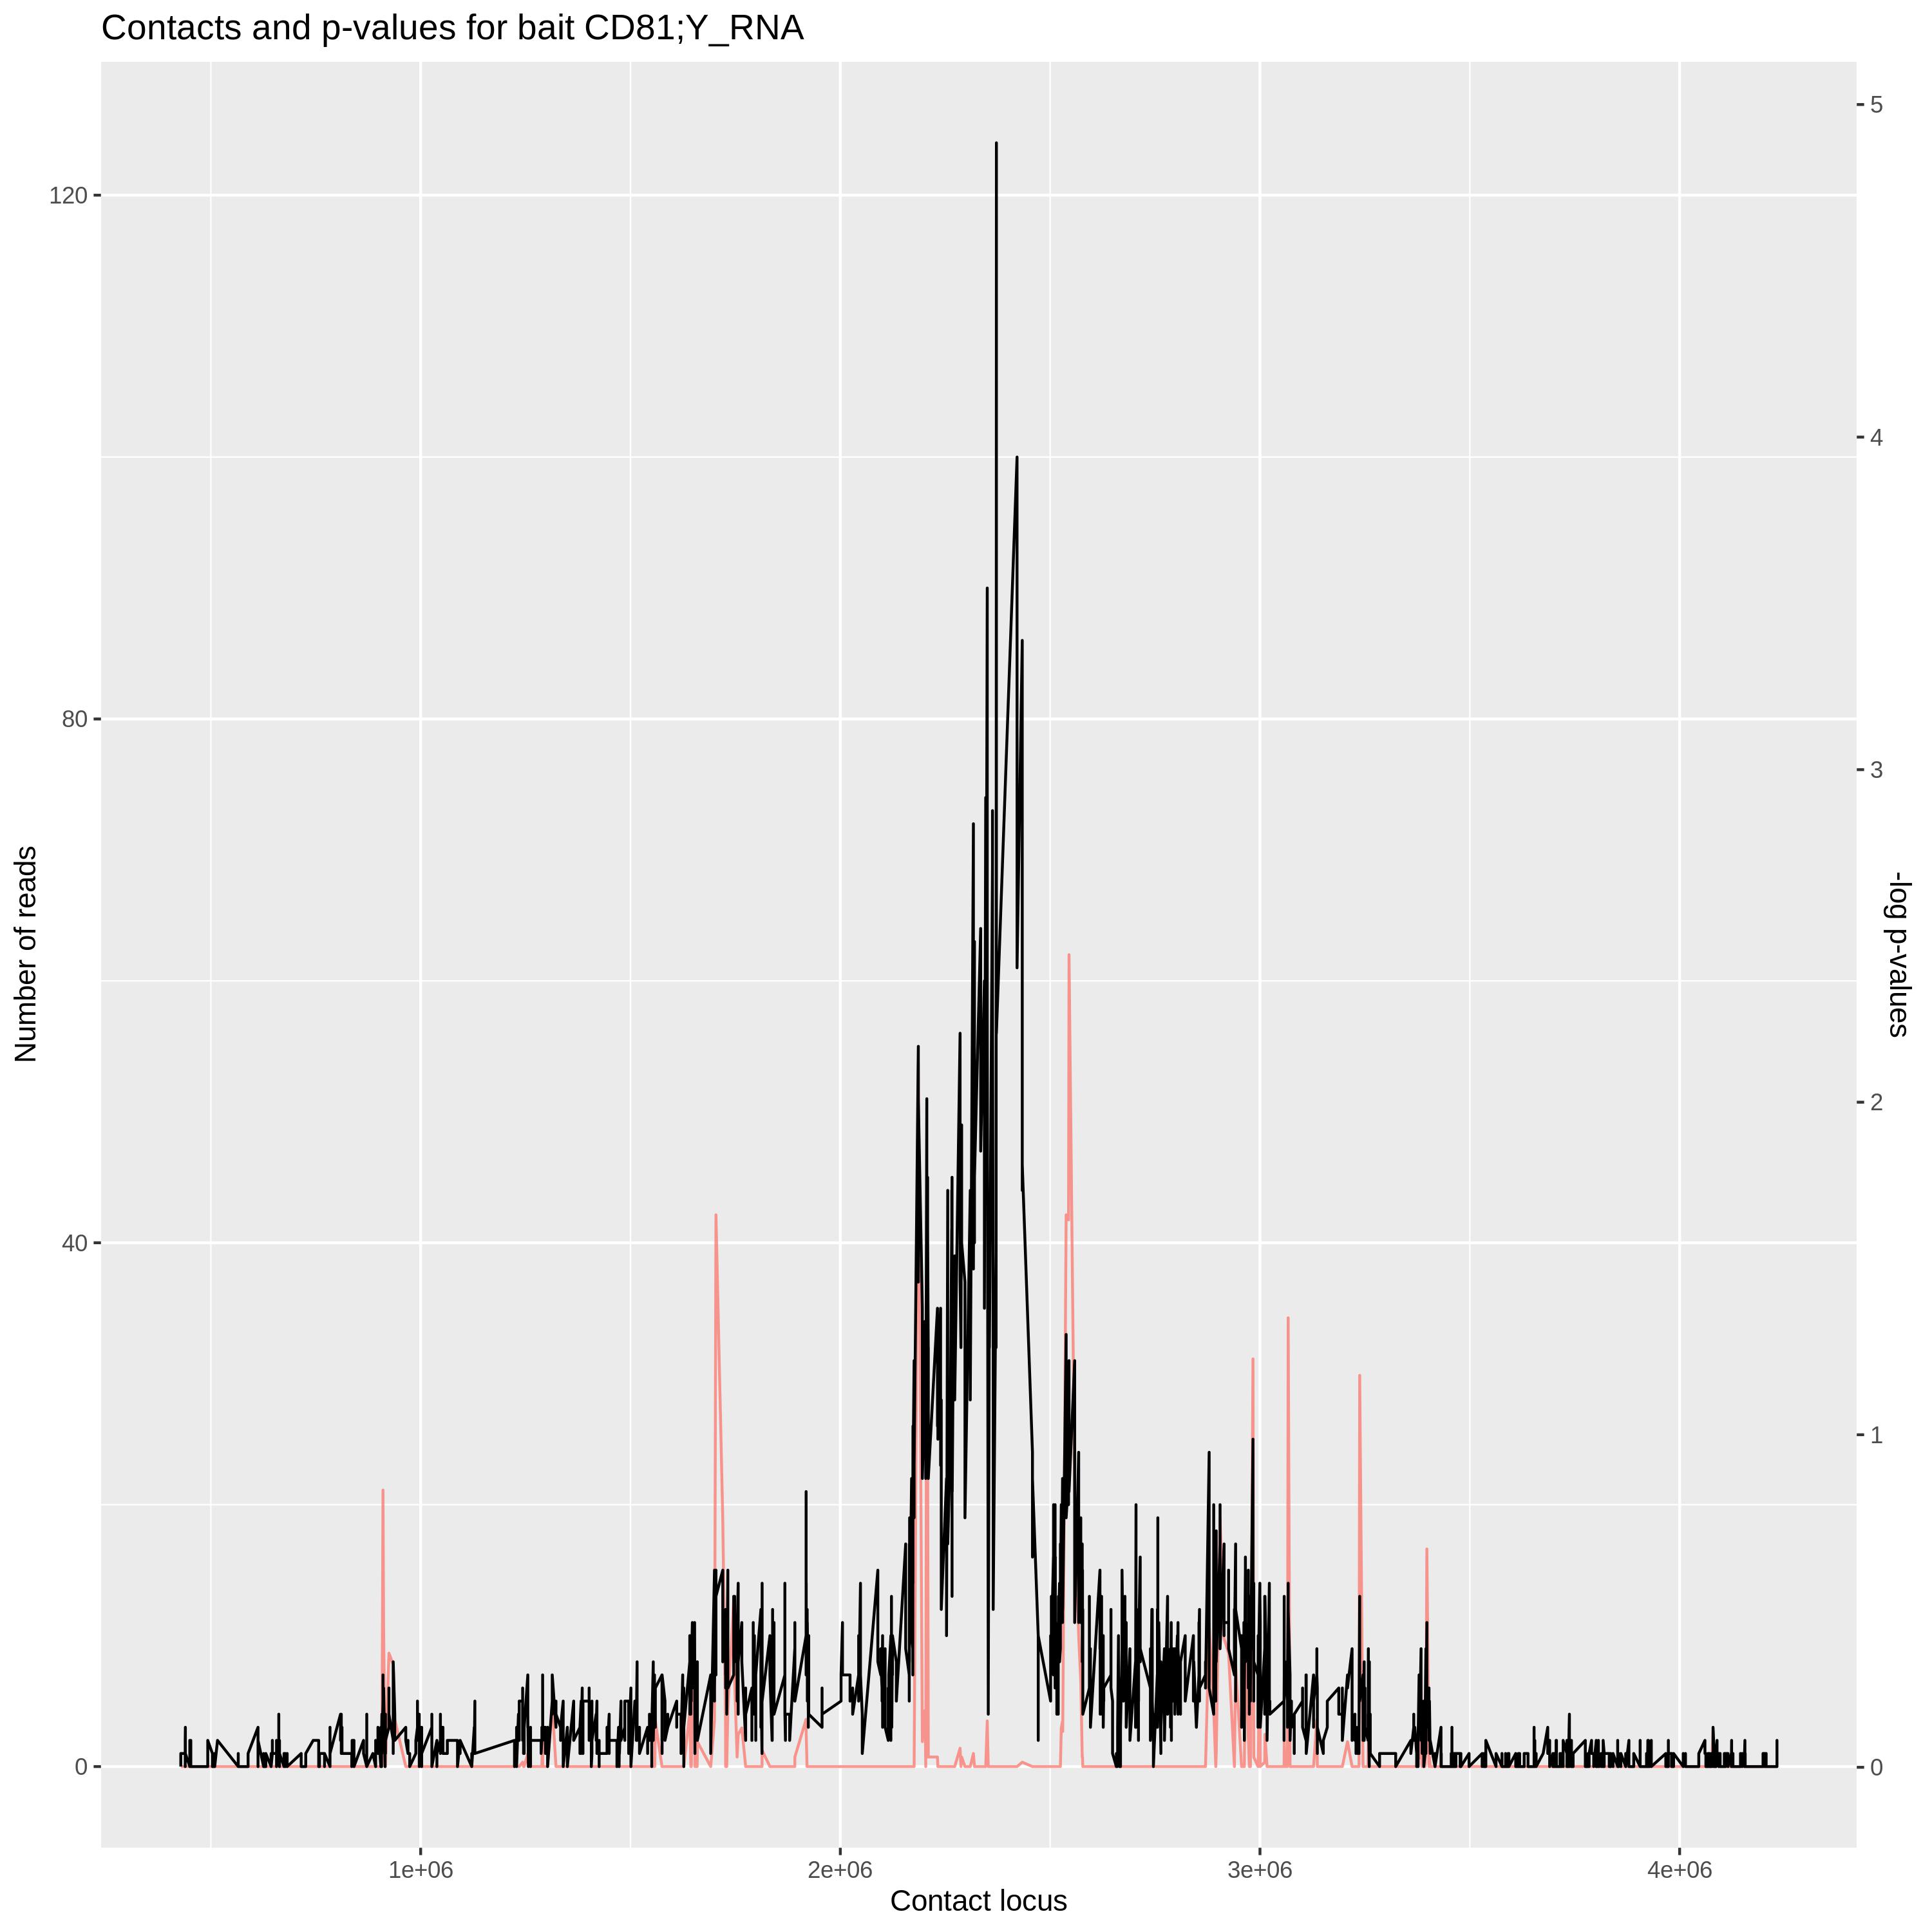 Contacts and p-values for bait CD81;Y_RNA
120
80
40
0
Number of reads
5
4
3
2
1
0
-log p-values
1e+06
2e+06
3e+06
4e+06
Contact locus